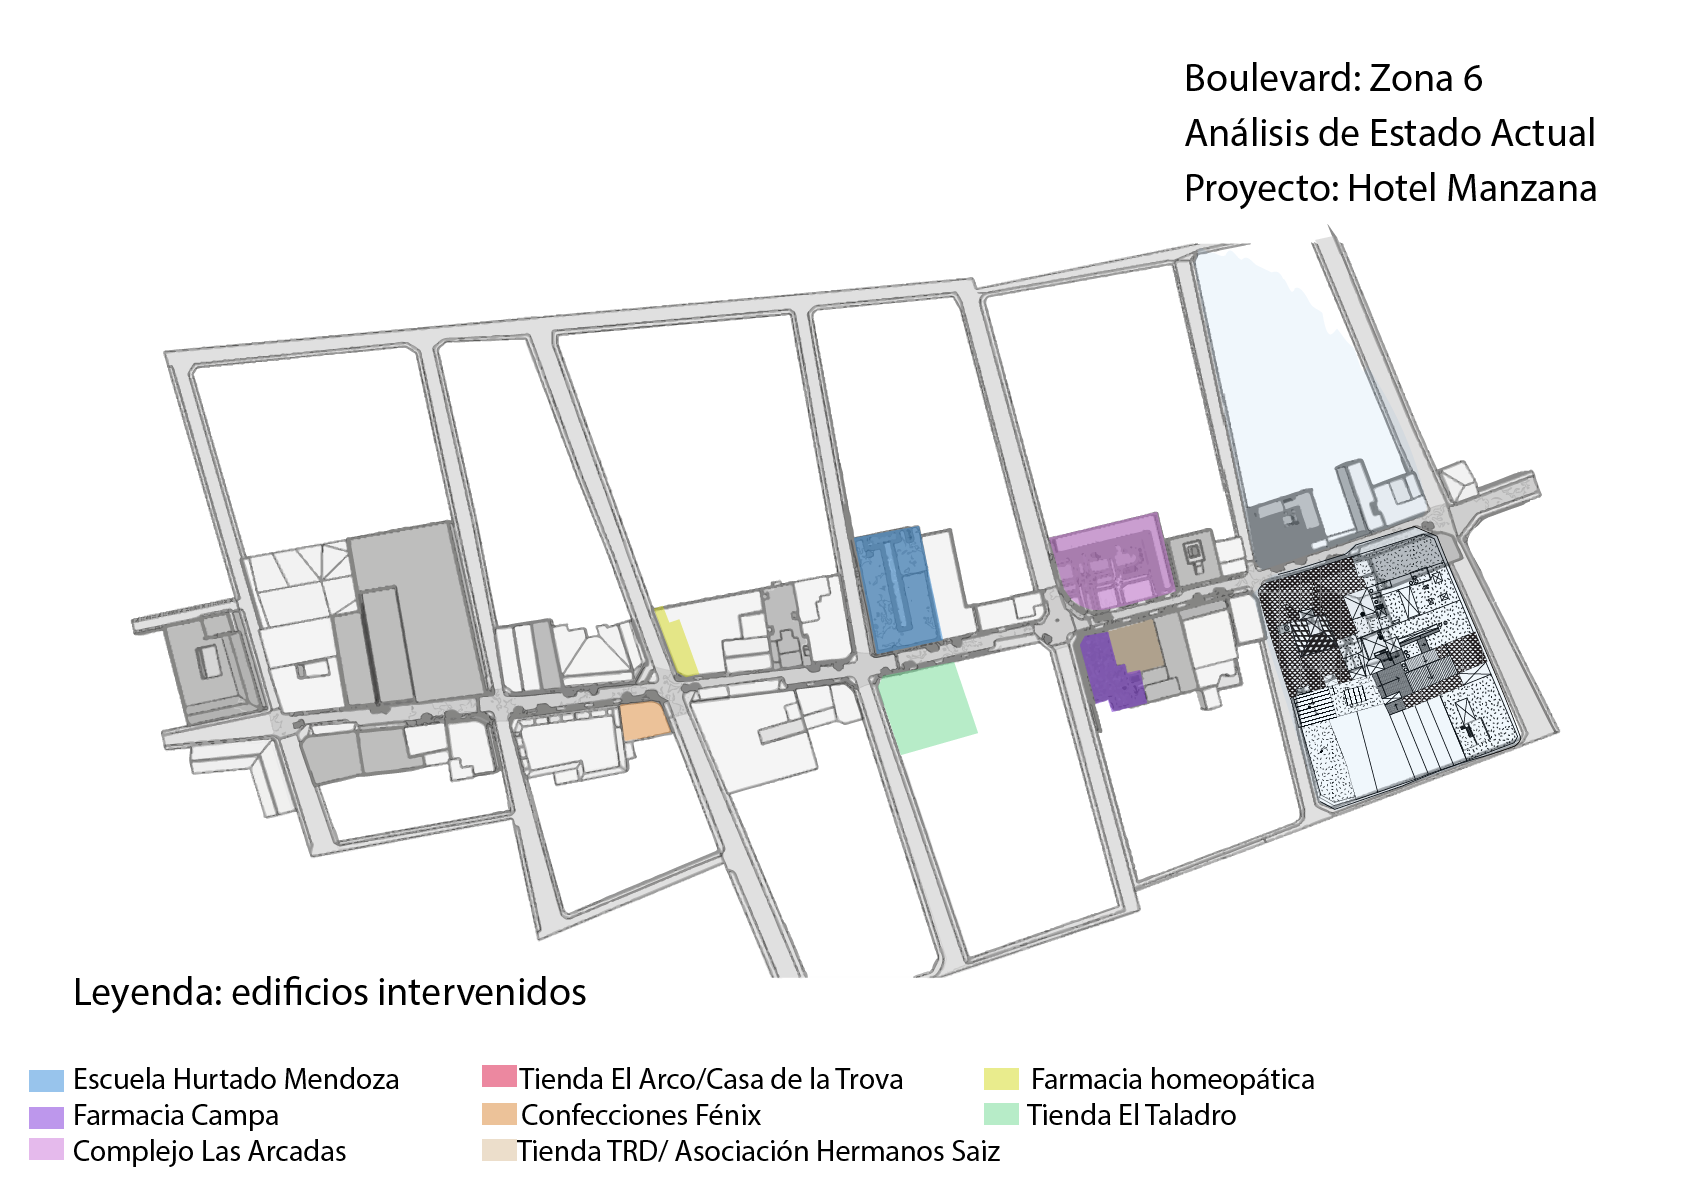 Boulevard: Zona 6
Análisis de Estado Actual
Proyecto: Hotel Manzana
Leyenda: edificios intervenidos
Escuela Hurtado Mendoza
Farmacia Campa
Complejo Las Arcadas
Tienda El Arco/Casa de la Trova
Confecciones Fénix
Tienda TRD/ Asociación Hermanos Saiz
Farmacia homeopática
Tienda El Taladro